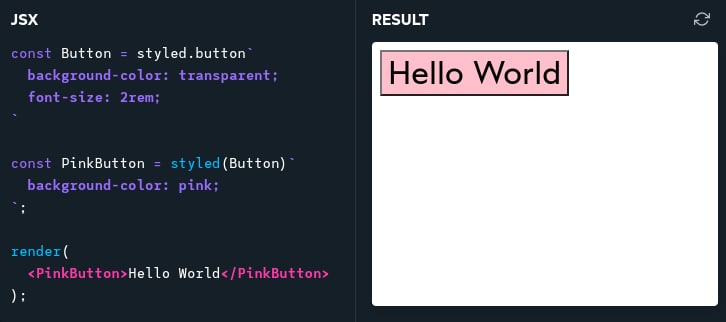 JSX
const Button = styled.button`
  background-color: transparent;
  font-size: 2rem;
`
const PinkButton = styled(Button)`
  background-color: pink;
`;
render(
  <PinkButton>Hello World</PinkButton>
);
RESULT
Hello World